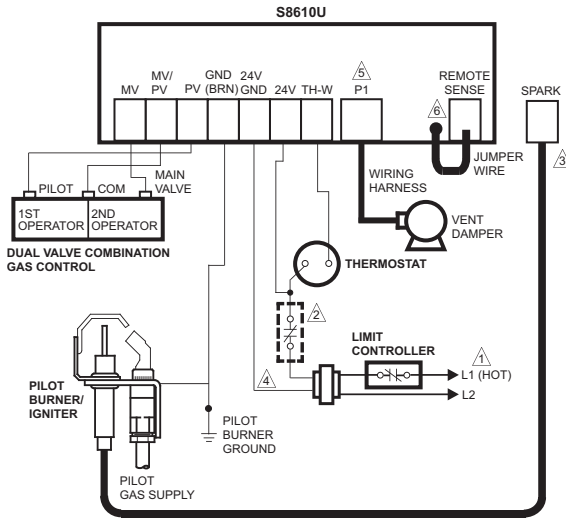 S8610U
MV
MV/
PV
PV
GND
(BRN)
24V
GND
24V
TH-W
5
P1
6
REMOTE
SENSE
SPARK
3
JUMPER
WIRE
WIRING
HARNESS
VENT
DAMPER
PILOT
COM
MAIN
VALVE
1ST
OPERATOR
2ND
OPERATOR
DUAL VALVE COMBINATION
GAS CONTROL
THERMOSTAT
2
LIMIT
CONTROLLER
1
L1 (HOT)
L2
4
PILOT
BURNER/
IGNITER
PILOT
BURNER
GROUND
PILOT
GAS SUPPLY